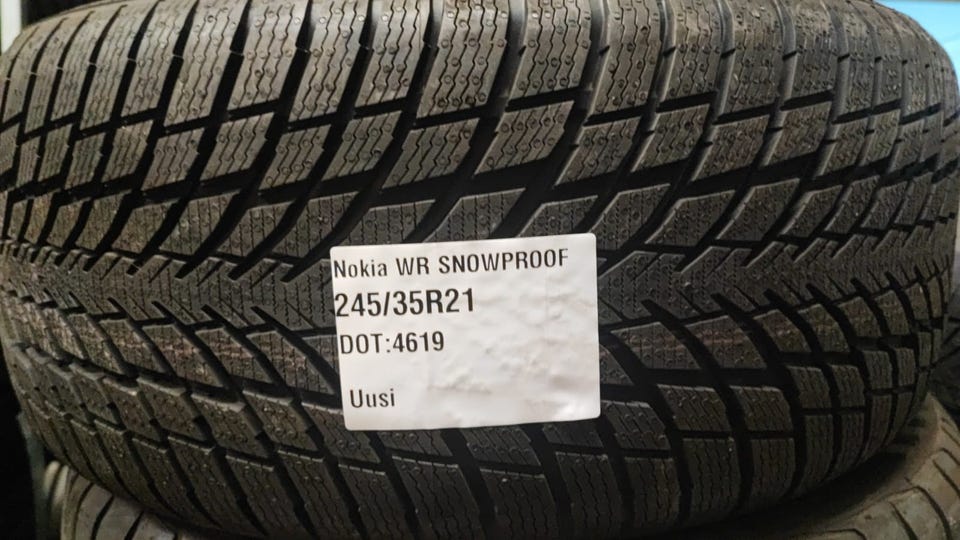 Nokia WR SNOWPROOF
245/35R21
DOT:4619
Uusi